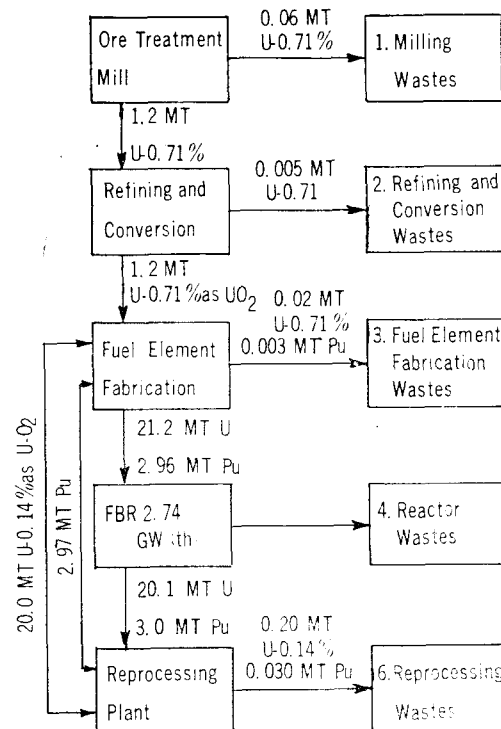 Ore Treatment
Mill
0.06 MT
U-0.71%
1. Milling
Wastes
1.2 MT
U-0.71%
Refining and
Conversion
0.005 MT
U-0.71
2. Refining and
Conversion
Wastes
1.2 MT
U-0.71%as UO2
Fuel Element
Fabrication
0.02 MT
U-0.71%
0.003 MT Pu
3. Fuel Element
Fabrication
Wastes
21.2 MT U
2.96 MT Pu
20.0 MT U-0.14%as U-O2
2.97 MT Pu
FBR 2.74
GW (th)
4. Reactor
Wastes
20.1 MT U
3.0 MT Pu
Reprocessing
Plant
0.20 MT
U-0.14%
0.030 MT Pu
6. Reprocessing
Wastes